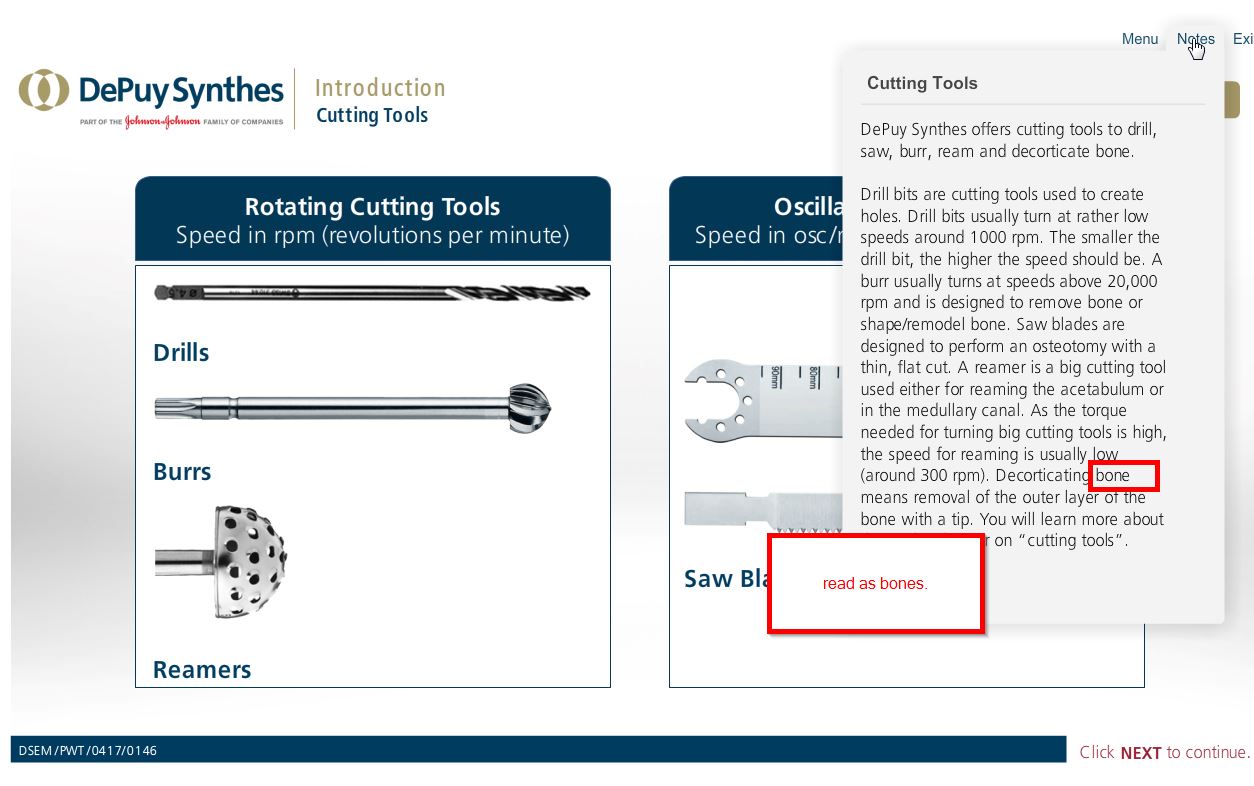 Menu Notes Exi
DePuy Synthes
PART OF THE Johnson & Johnson FAMILY OF COMPANIES
Introduction
Cutting Tools
Rotating Cutting Tools
Speed in rpm (revolutions per minute)
Drills
Burrs
Reamers
Oscilla
Speed in osc/
90mm
80mm
Saw Bla
Cutting Tools
DePuy Synthes offers cutting tools to drill,
saw, burr, ream and decorticate bone.
Drill bits are cutting tools used to create
holes. Drill bits usually turn at rather low
speeds around 1000 rpm. The smaller the
drill bit, the higher the speed should be. A
burr usually turns at speeds above 20,000
rpm and is designed to remove bone or
shape/remodel bone. Saw blades are
designed to perform an osteotomy with a
thin, flat cut. A reamer is a big cutting tool
used either for reaming the acetabulum or
in the medullary canal. As the torque
needed for turning big cutting tools is high,
the speed for reaming is usually low
(around 300 rpm). Decorticating bone
means removal of the outer layer of the
bone with a tip. You will learn more about
r on “cutting tools”.
read as bones.
DSEM/PWT/0417/0146
Click NEXT to continue.